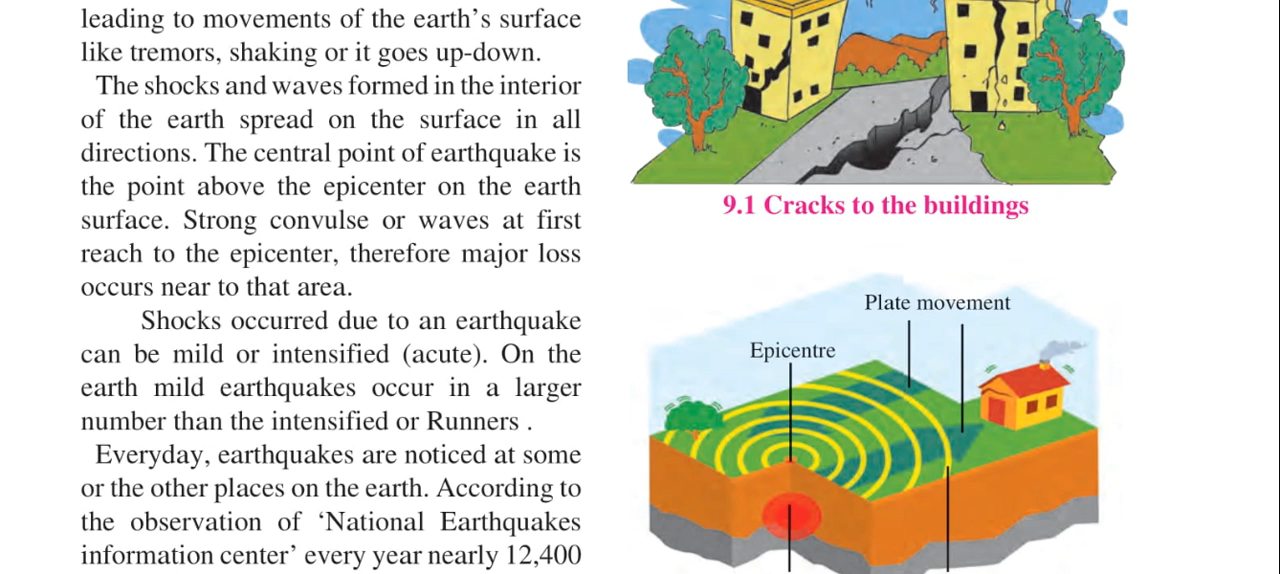 leading to movements of the earth’s surface
like tremors, shaking or it goes up-down.
The shocks and waves formed in the interior
of the earth spread on the surface in all
directions. The central point of earthquake is
the point above the epicenter on the earth
surface. Strong convulse or waves at first
reach to the epicenter, therefore major loss
occurs near to that area.
Shocks occurred due to an earthquake
can be mild or intensified (acute). On the
earth mild earthquakes occur in a larger
number than the intensified or Runners .
Everyday, earthquakes are noticed at some
or the other places on the earth. According to
the observation of ‘National Earthquakes
information center’ every year nearly 12,400
9.1 Cracks to the buildings
Plate movement
Epicentre